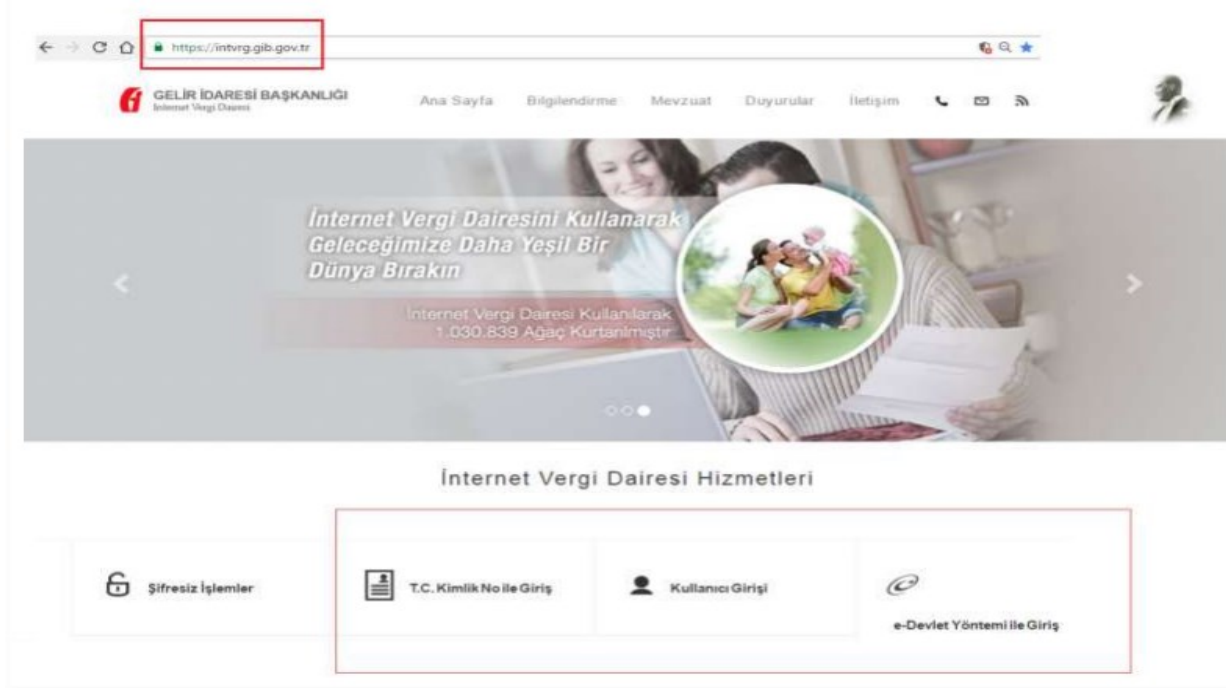 https://intvrg.gib.gov.tr
GELİR İDARESİ BAŞKANLIĞI
İnternet Vergi Dairesi
Ana Sayfa Bilgilendirme Mevzuat Duyurular İletişim
İnternet Vergi Dairesini Kullanarak
Geleceğimize Daha Yeşil Bir
Dünya Bırakın
İnternet Vergi Dairesi Kullanılarak
1.030.839 Ağaç Kurtarılmıştır
İnternet Vergi Dairesi Hizmetleri
Şifresiz İşlemler
T.C. Kimlik No ile Giriş
Kullanıcı Girişi
e-Devlet Yöntemi ile Giriş